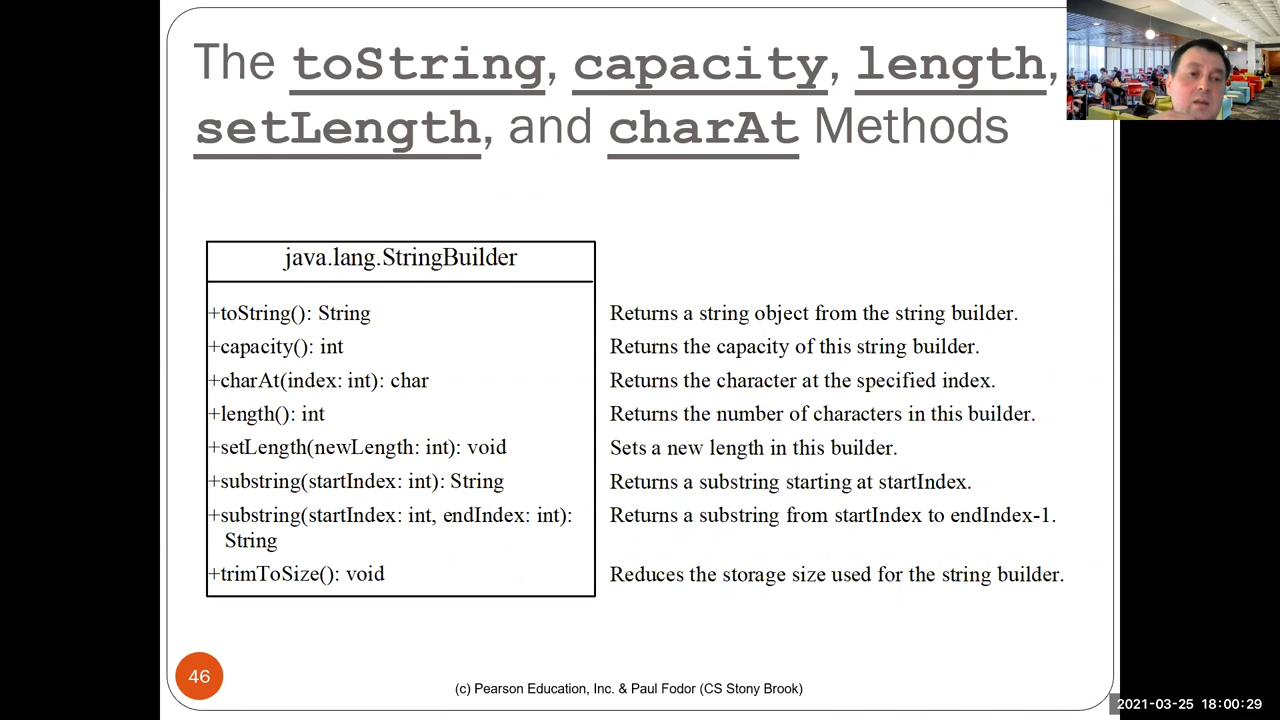 The toString, capacity, length,
setLength, and charAt Methods
java.lang.StringBuilder
+toString(): String Returns a string object from the string builder.
+capacity(): int Returns the capacity of this string builder.
+charAt(index: int): char Returns the character at the specified index.
+length(): int Returns the number of characters in this builder.
+setLength(newLength: int): void Sets a new length in this builder.
+substring(startIndex: int): String Returns a substring starting at startIndex.
+substring(startIndex: int, endIndex: int): Returns a substring from startIndex to endIndex-1.
String
+trimToSize(): void Reduces the storage size used for the string builder.
46
(c) Pearson Education, Inc. & Paul Fodor (CS Stony Brook)
2021-03-25 18:00:29